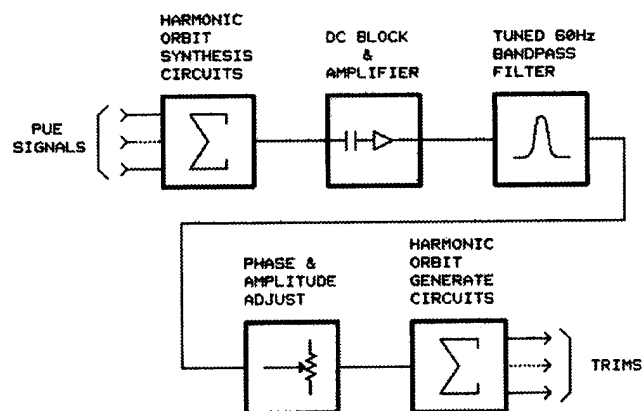 HARMONIC
ORBIT
SYNTHESIS
CIRCUITS
DC BLOCK
&
AMPLIFIER
TUNED 60Hz
BANDPASS
FILTER
PUE
SIGNALS
Σ
PHASE &
AMPLITUDE
ADJUST
HARMONIC
ORBIT
GENERATE
CIRCUITS
Σ
TRIMS